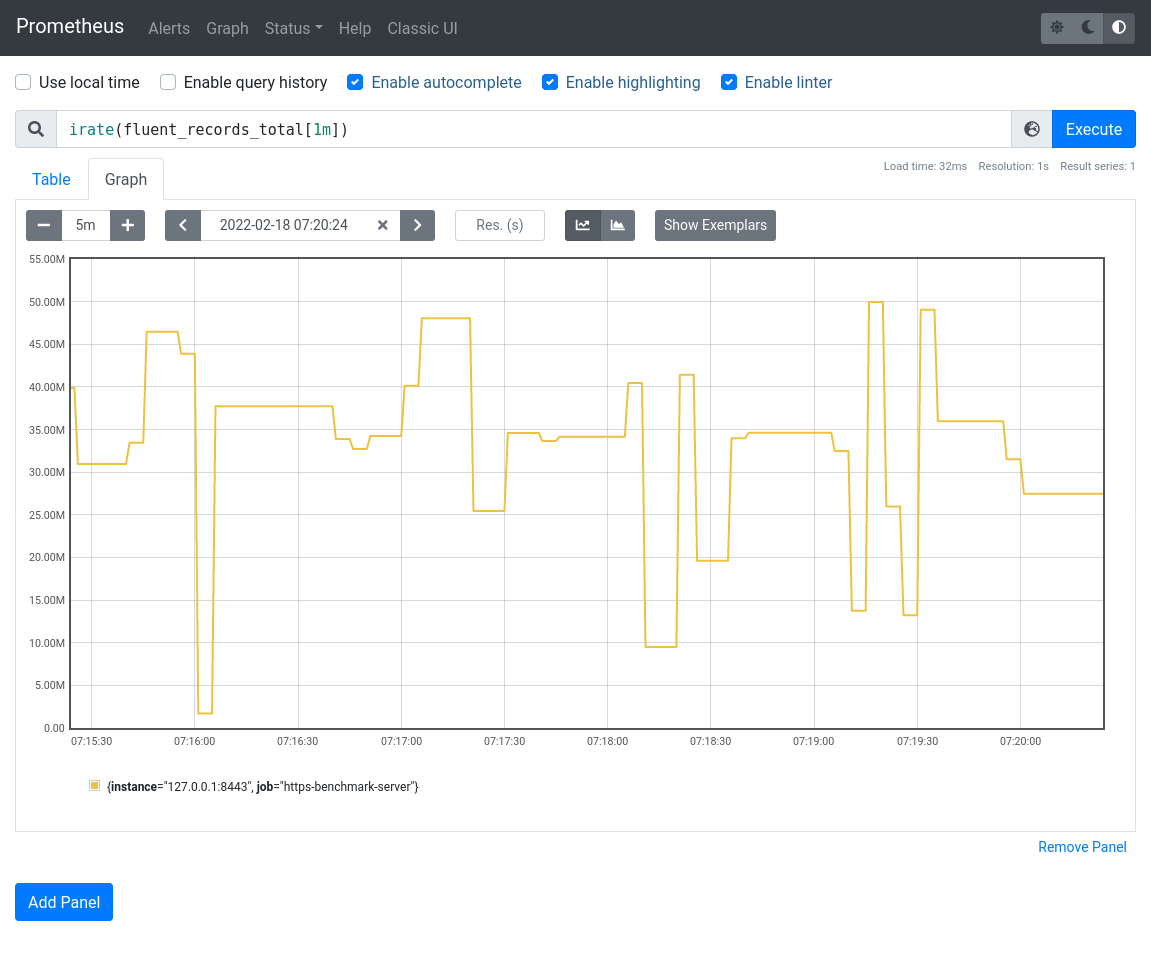 Prometheus Alerts Graph Status Help Classic UI
Use local time Enable query history Enable autocomplete Enable highlighting Enable linter
irate(fluent_records_total[1m]) Execute
Load time: 32ms Resolution: 1s Result series: 1
Table Graph
5m 2022-02-18 07:20:24 Res. (s) Show Exemplars
55.00M
50.00M
45.00M
40.00M
35.00M
30.00M
25.00M
20.00M
15.00M
10.00M
5.00M
0.00
07:15:30 07:16:00 07:16:30 07:17:00 07:17:30 07:18:00 07:18:30 07:19:00 07:19:30 07:20:00
{instance="127.0.0.1:8443", job="https-benchmark-server"}
Remove Panel
Add Panel